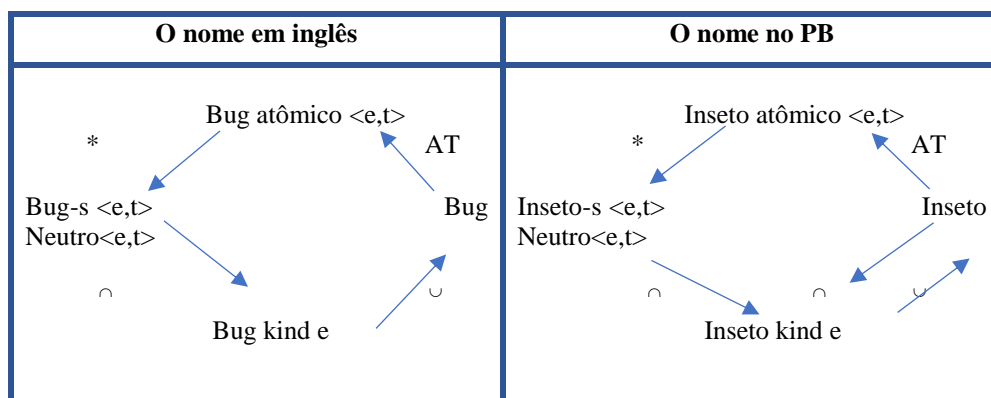 O nome em inglês O nome no PB
Bug atômico <e,t> Inseto atômico <e,t>
* AT * AT
Bug-s <e,t> Bug Inseto-s <e,t> Inseto
Neutro<e,t> Neutro<e,t>
∩ ∪ ∩ ∩ ∪
Bug kind e Inseto kind e